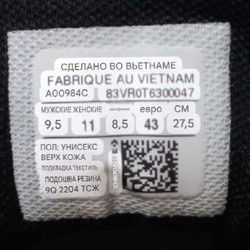 СДЕЛАНО ВО ВЬЕТНАМЕ
FABRIQUE AU VIETNAM
A00984C 83VR0T6300047
МУЖСКИЕ ЖЕНСКИЕ евро СМ
9,5 11 8,5 43 27,5
ПОЛ: УНИСЕКС
ВЕРХ КОЖА
ПОДКЛАДКА ТЕКСТИЛЬ
ПОДОШВА РЕЗИНА
9Q 2204 ТСЖ